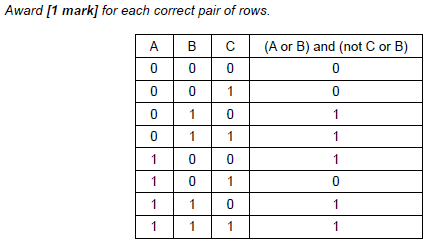 Award [1 mark] for each correct pair of rows.
A B C (A or B) and (not C or B)
0 0 0 0
0 0 1 0
0 1 0 1
0 1 1 1
1 0 0 1
1 0 1 0
1 1 0 1
1 1 1 1